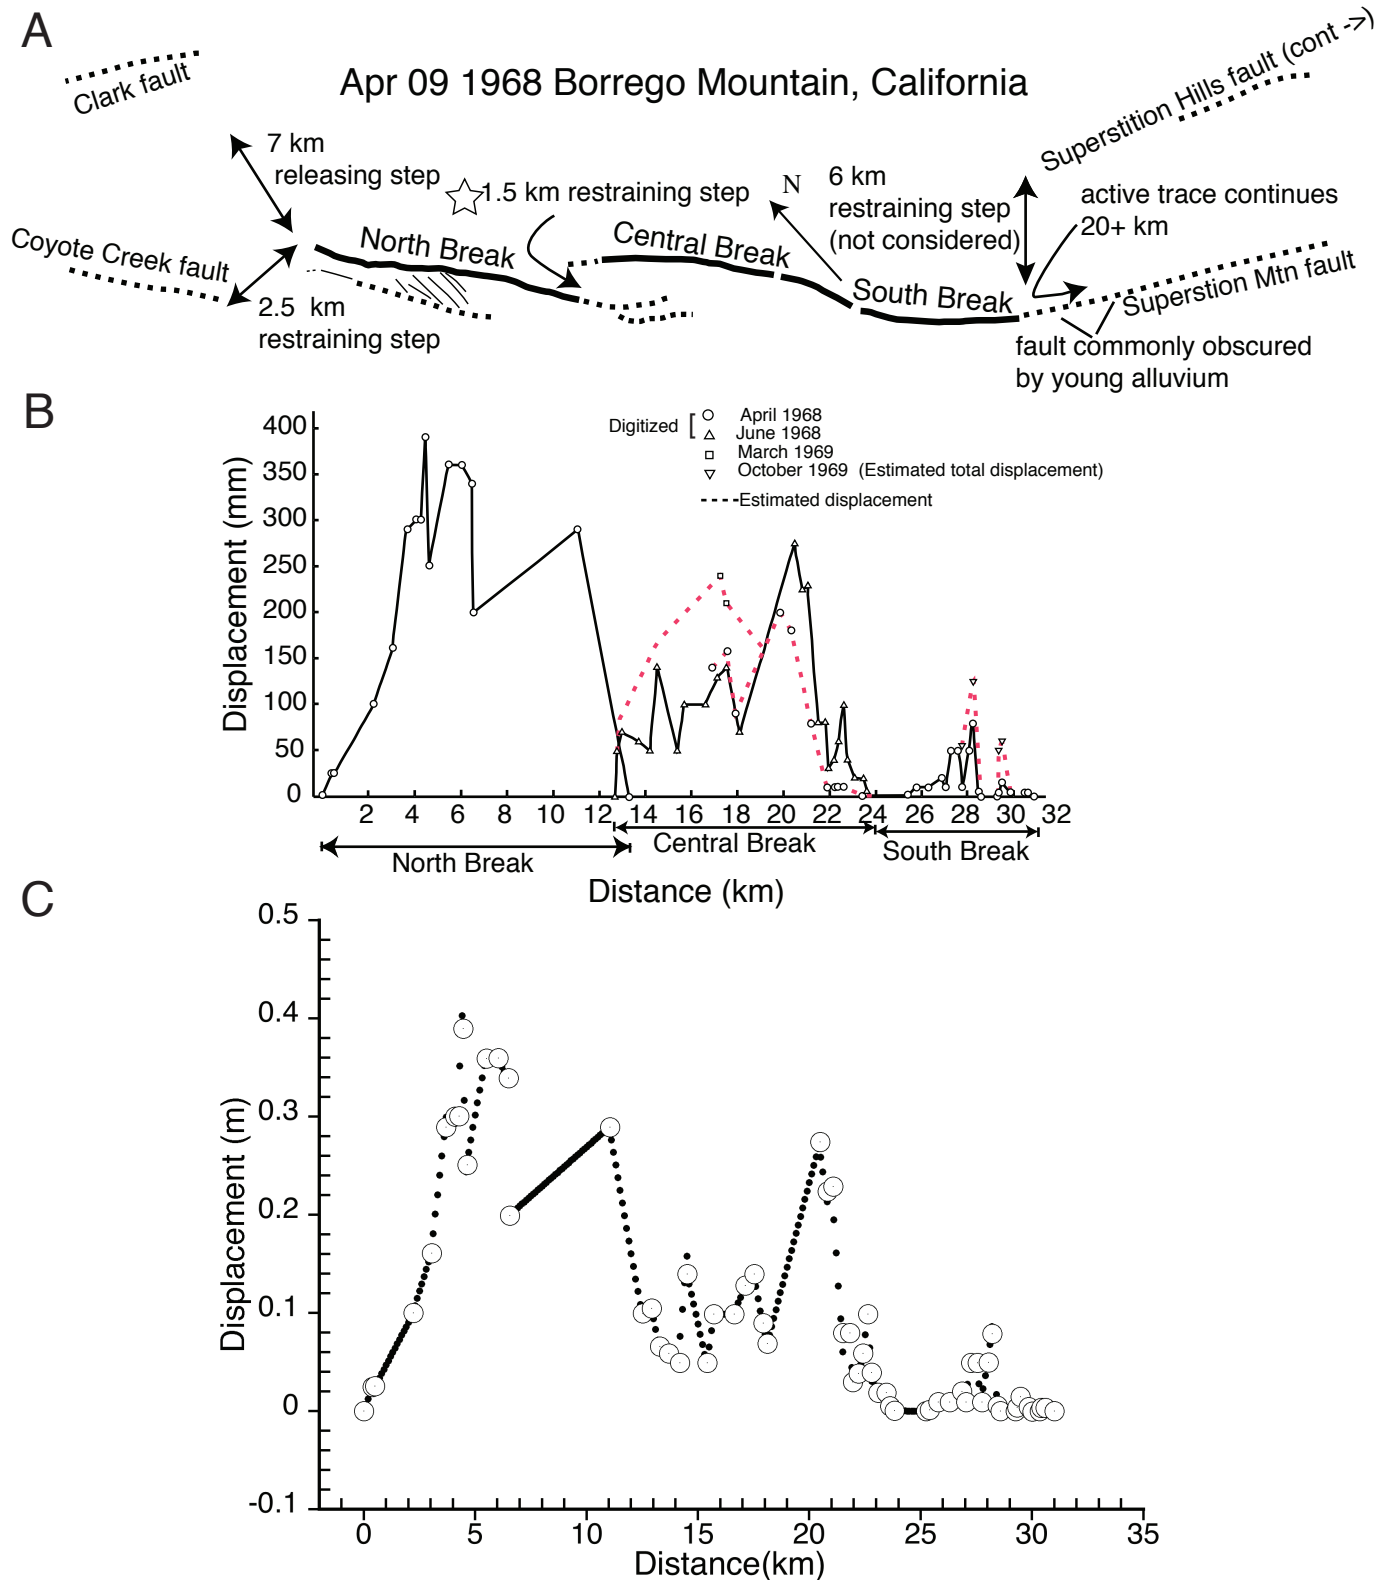 A
Apr 09 1968 Borrego Mountain, California
Clark fault
Superstition Hills fault (cont ->)
7 km
releasing step
1.5 km restraining step
N
6 km
restraining step
(not considered)
active trace continues
20+ km
Coyote Creek fault
North Break
Central Break
South Break
Superstion Mtn fault
2.5 km
restraining step
fault commonly obscured
by young alluvium
B
Digitized
April 1968
June 1968
March 1969
October 1969 (Estimated total displacement)
Estimated displacement
Displacement (mm)
400
350
300
250
200
150
100
50
0
2 4 6 8 10 12 14 16 18 20 22 24 26 28 30 32
North Break
Central Break
South Break
Distance (km)
C
Displacement (m)
0.5
0.4
0.3
0.2
0.1
0
-0.1
0 5 10 15 20 25 30 35
Distance(km)